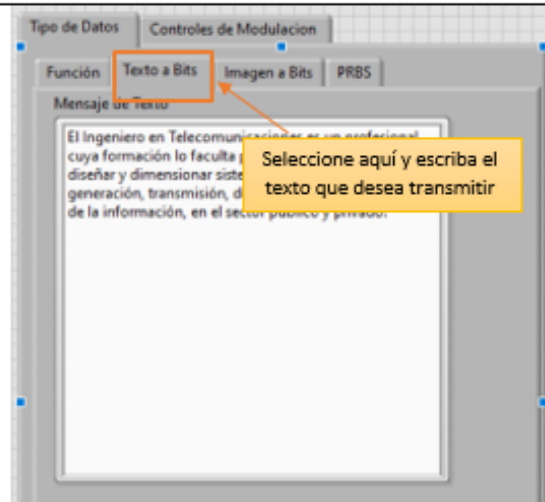 Tipo de Datos Controles de Modulacion
Función Texto a Bits Imagen a Bits PRBS
Mensaje de Texto
El Ingeniero en Telecomunicaciones es un profesional
cuya formación lo faculta
diseñar y dimensionar
generación, transmisión,
de la información, en el sector público y privado.
Seleccione aquí y escriba el
texto que desea transmitir